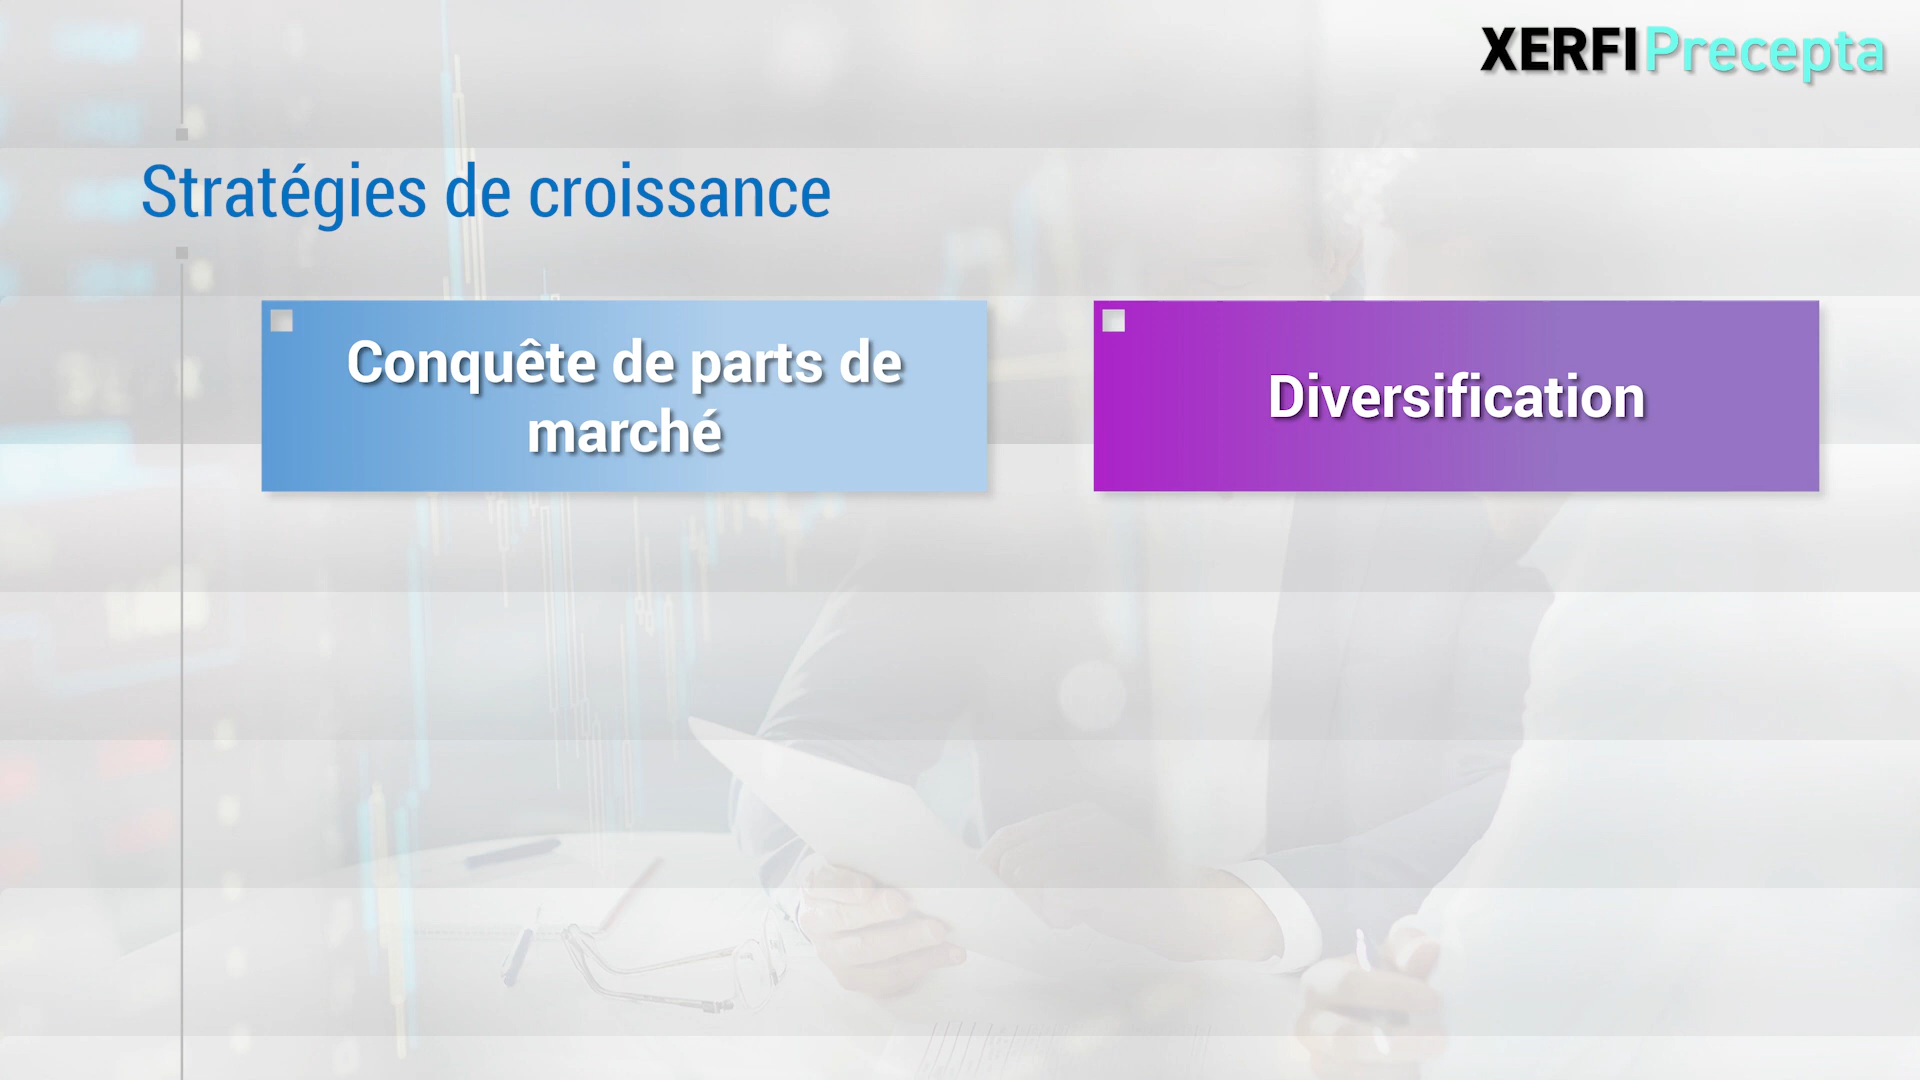 XERFI Precepta
Stratégies de croissance
Conquête de parts de
marché
Diversification